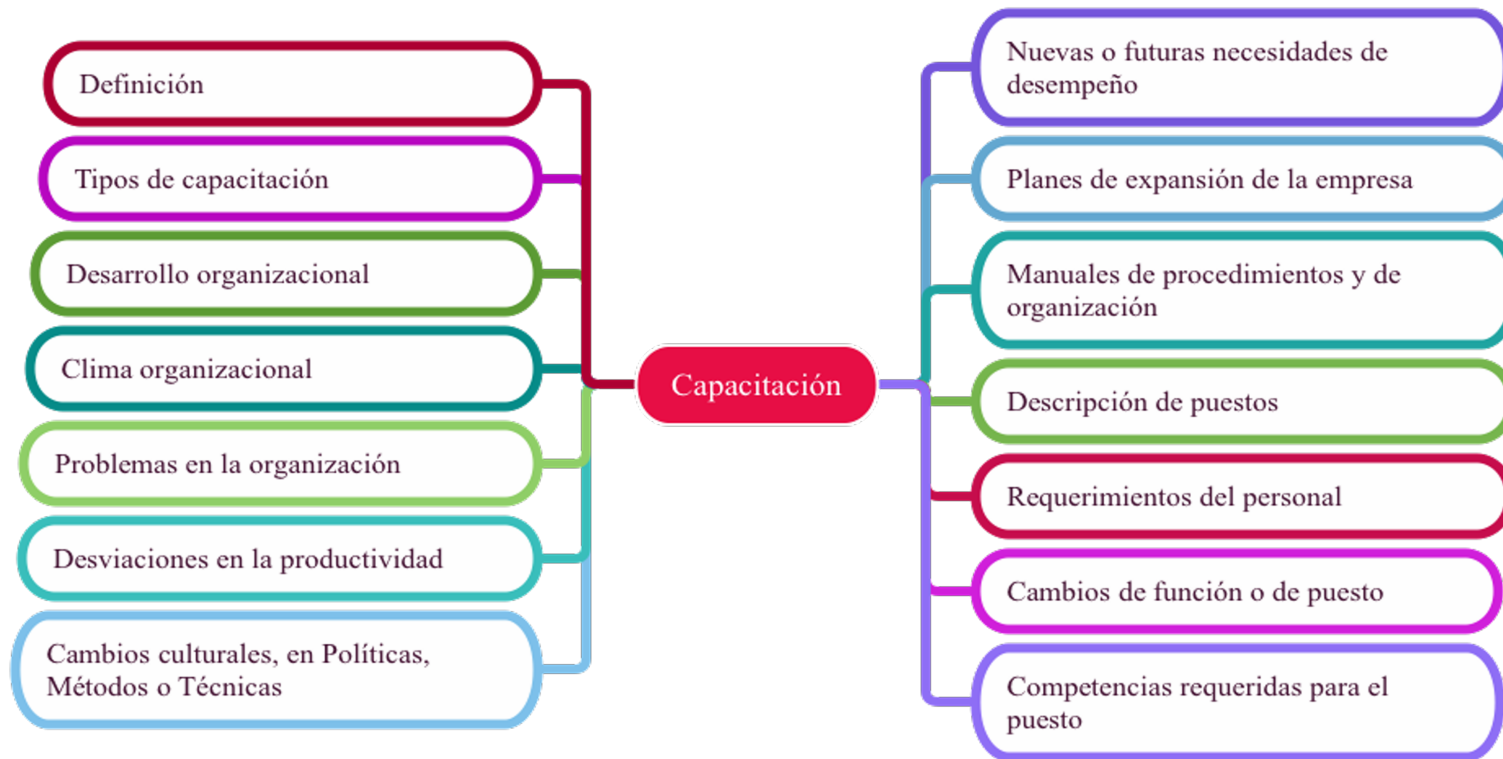 Definición
Tipos de capacitación
Desarrollo organizacional
Clima organizacional
Problemas en la organización
Desviaciones en la productividad
Cambios culturales, en Políticas,
Métodos o Técnicas
Capacitación
Nuevas o futuras necesidades de
desempeño
Planes de expansión de la empresa
Manuales de procedimientos y de
organización
Descripción de puestos
Requerimientos del personal
Cambios de función o de puesto
Competencias requeridas para el
puesto